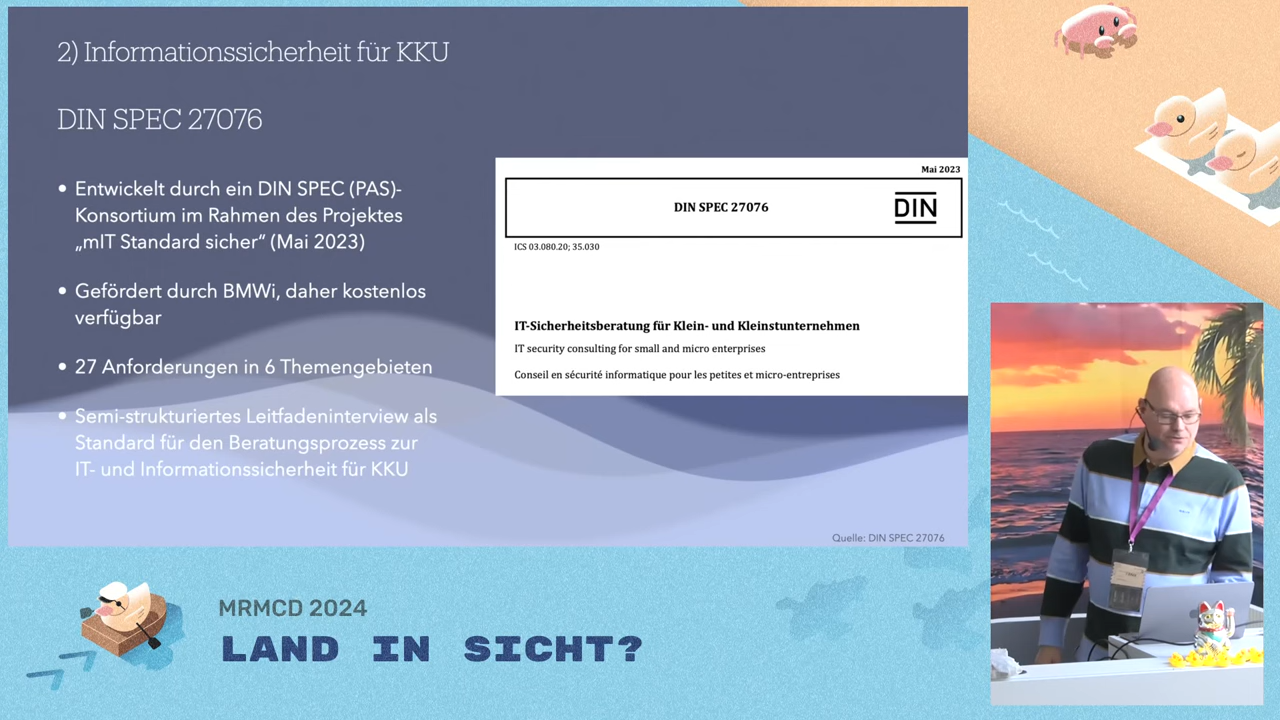 2) Informationssicherheit für KKU
DIN SPEC 27076
• Entwickelt durch ein DIN SPEC (PAS)-
Konsortium im Rahmen des Projektes
„mIT Standard sicher“ (Mai 2023)
• Gefördert durch BMWi, daher kostenlos
verfügbar
• 27 Anforderungen in 6 Themengebieten
• Semi-strukturiertes Leitfadeninterview als
Standard für den Beratungsprozess zur
IT- und Informationssicherheit für KKU
Mai 2023
DIN SPEC 27076
DIN
ICS 03.080.20; 35.030
IT-Sicherheitsberatung für Klein- und Kleinstunternehmen
IT security consulting for small and micro enterprises
Conseil en sécurité informatique pour les petites et micro-entreprises
Quelle: DIN SPEC 27076
MRMCD 2024
LAND IN SICHT?